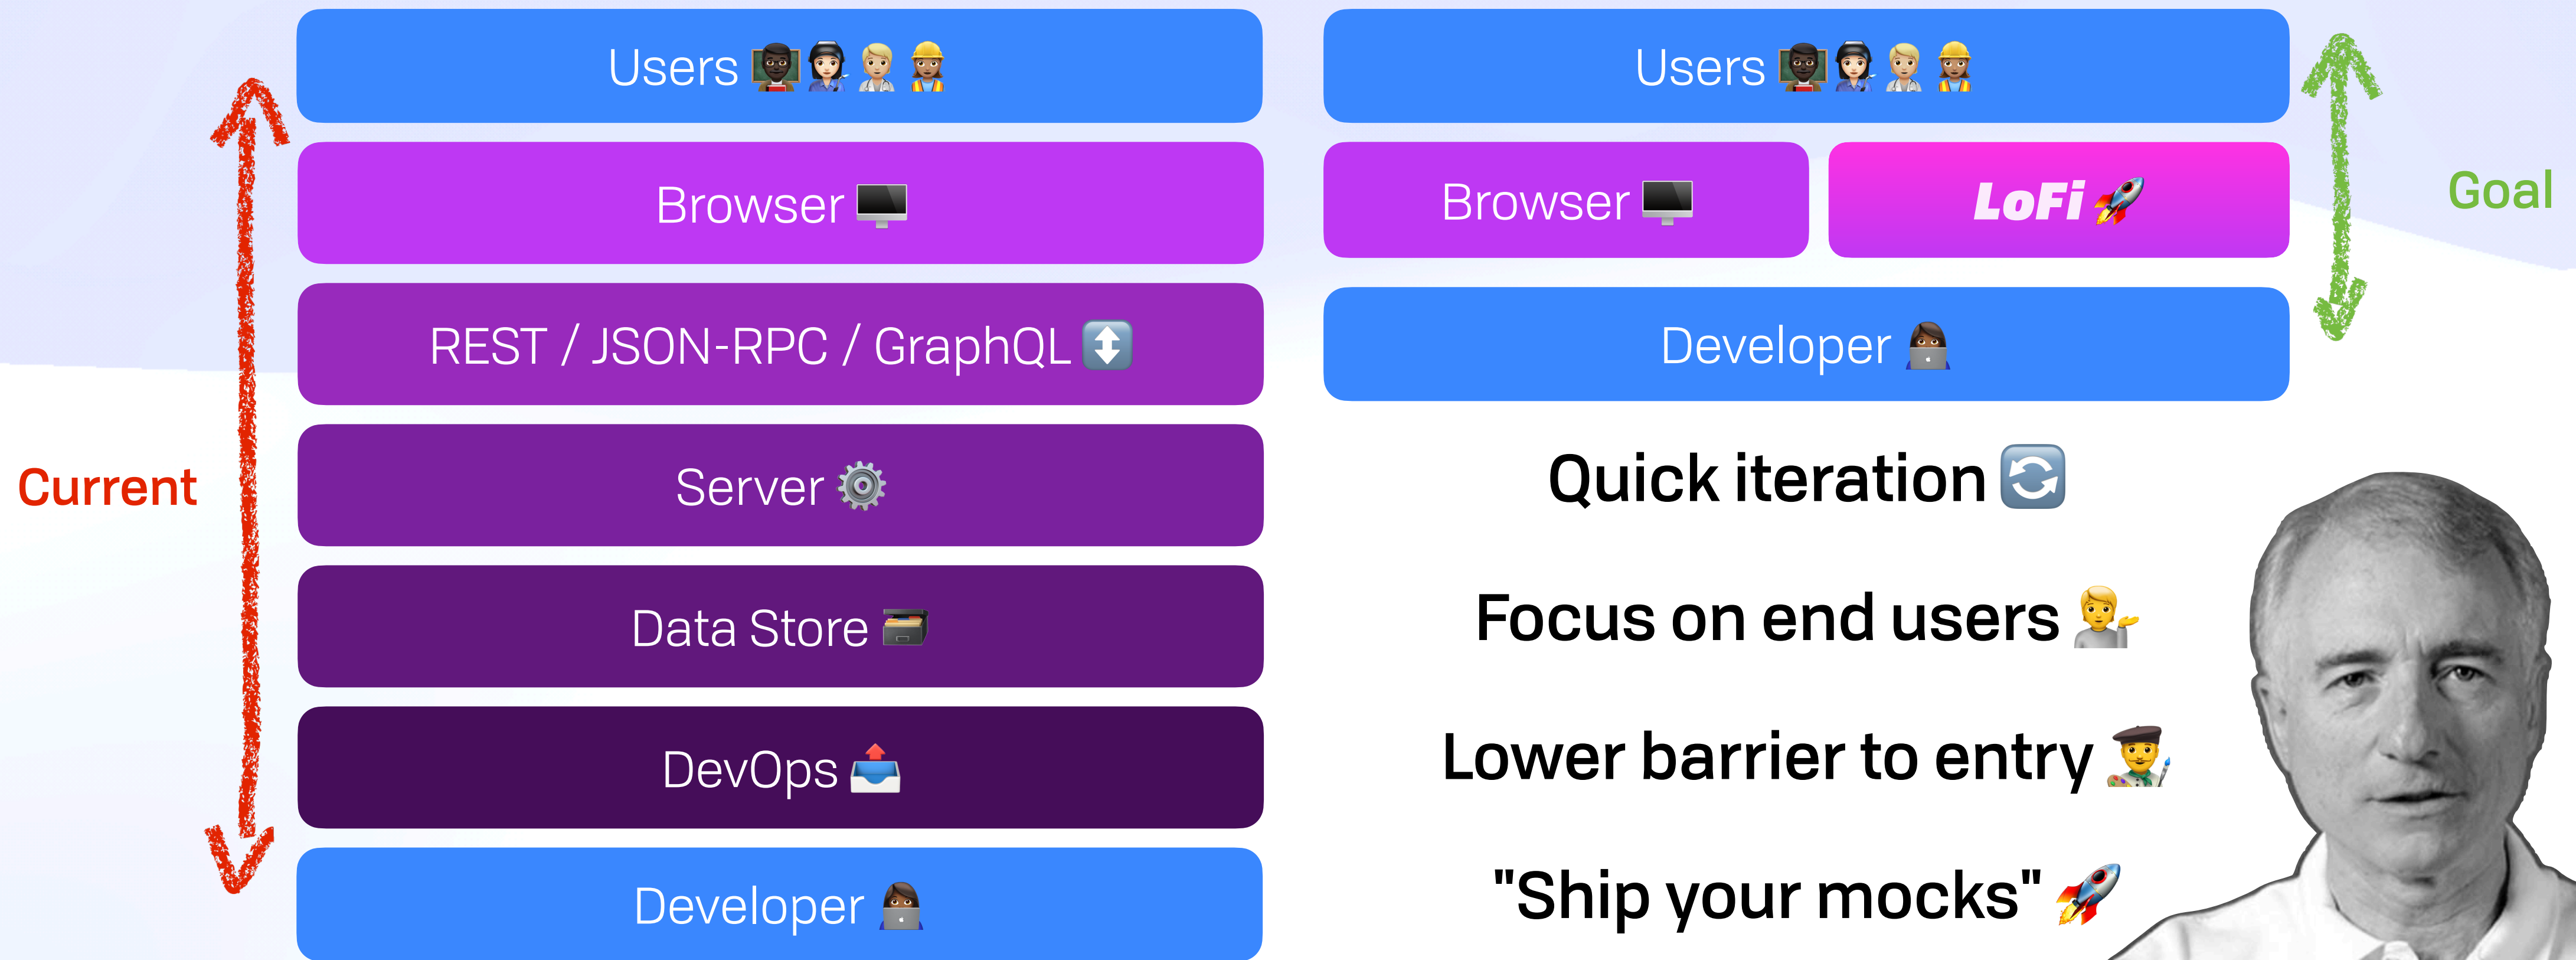 Current
Users
Browser
REST / JSON-RPC / GraphQL
Server
Data Store
DevOps
Developer
Users
Browser
LoFi
Developer
Goal
Quick iteration
Focus on end users
Lower barrier to entry
"Ship your mocks"